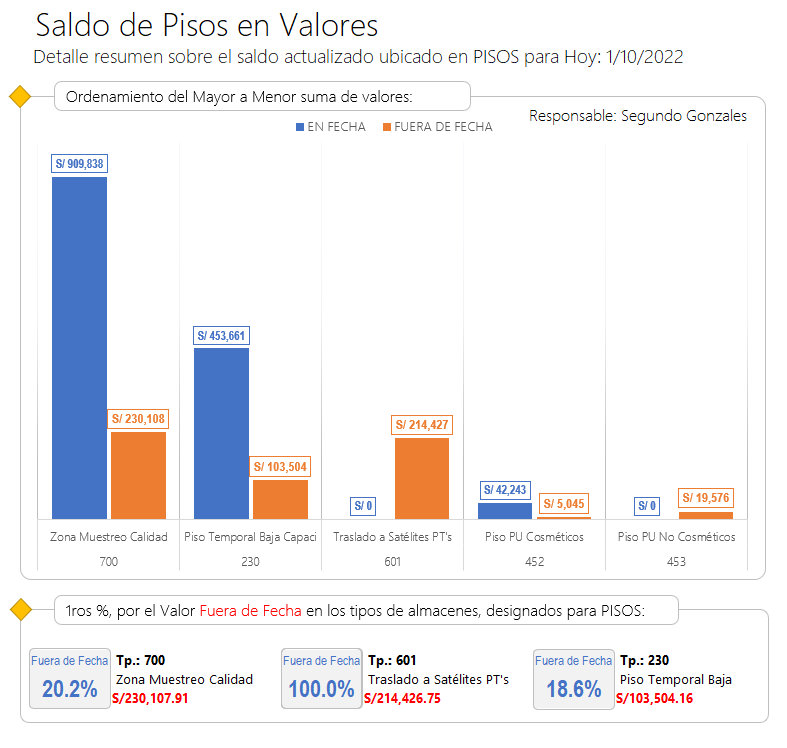 Saldo de Pisos en Valores
Detalle resumen sobre el saldo actualizado ubicado en PISOS para Hoy: 1/10/2022
Ordenamiento del Mayor a Menor suma de valores:
Responsable: Segundo Gonzales
EN FECHA FUERA DE FECHA
S/ 909,838
S/ 453,661
S/ 230,108
S/ 214,427
S/ 103,504
S/ 0
S/ 42,243
S/ 5,045
S/ 0
S/ 19,576
Zona Muestreo Calidad Piso Temporal Baja Capaci Traslado a Satélites PT's Piso PU Cosméticos Piso PU No Cosméticos
700 230 601 452 453
1ros %, por el Valor Fuera de Fecha en los tipos de almacenes, designados para PISOS:
Fuera de Fecha
20.2%
Tp.: 700
Zona Muestreo Calidad
S/230,107.91
Fuera de Fecha
100.0%
Tp.: 601
Traslado a Satélites PT's
S/214,426.75
Fuera de Fecha
18.6%
Tp.: 230
Piso Temporal Baja
S/103,504.16